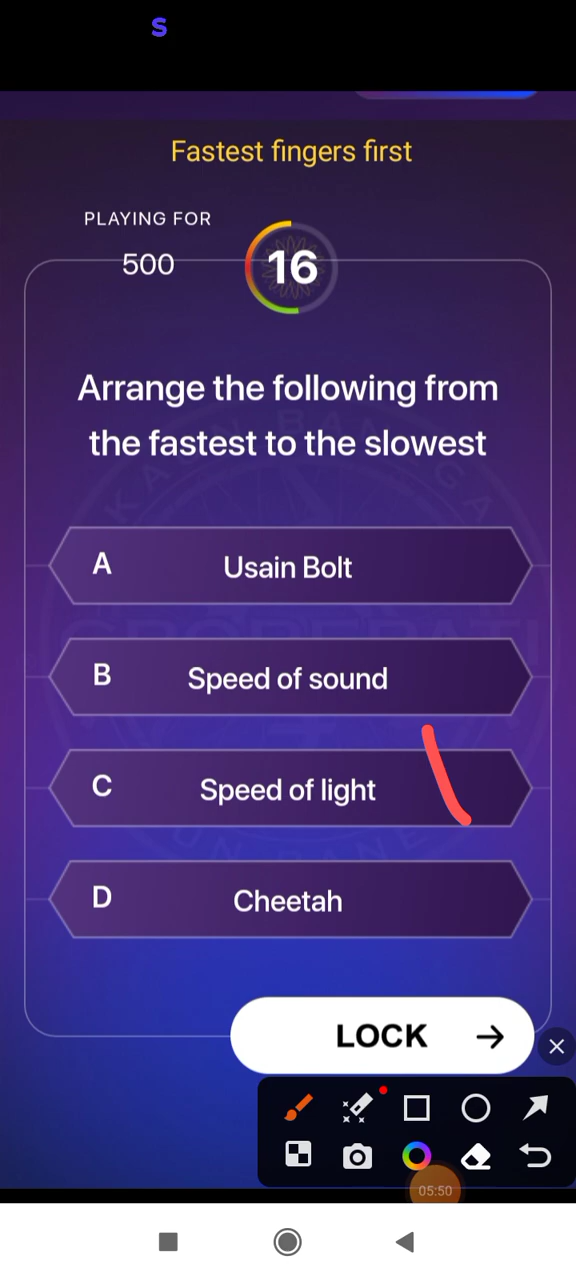 S
Fastest fingers first
PLAYING FOR
500
16
Arrange the following from
the fastest to the slowest
A Usain Bolt
B Speed of sound
C Speed of light
D Cheetah
LOCK
05:50